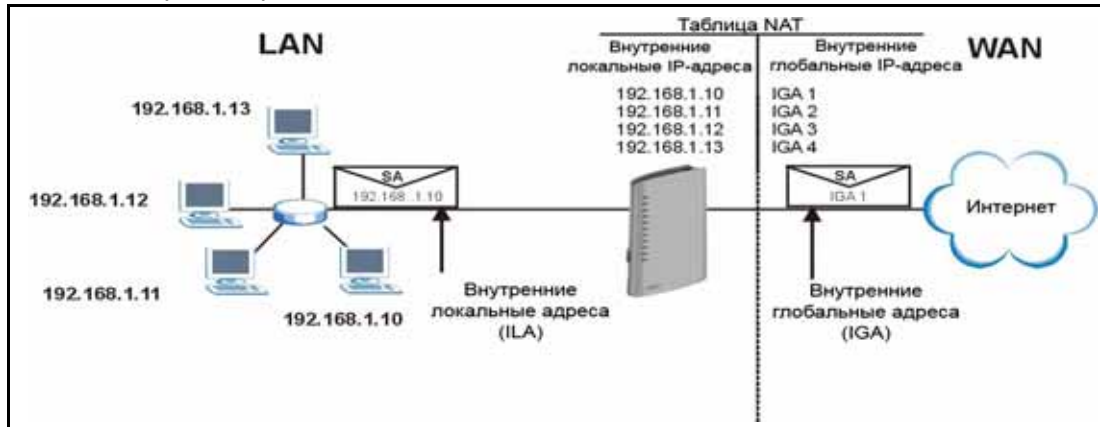 Таблица NAT
LAN
WAN
Внутренние
локальные IP-адреса
Внутренние
глобальные IP-адреса
192.168.1.10
192.168.1.11
192.168.1.12
192.168.1.13
IGA 1
IGA 2
IGA 3
IGA 4
192.168.1.13
192.168.1.12
192.168.1.11
192.168.1.10
SA
192.168..1.10
SA
IGA 1
Интернет
Внутренние
локальные адреса
(ILA)
Внутренние
глобальные адреса
(IGA)